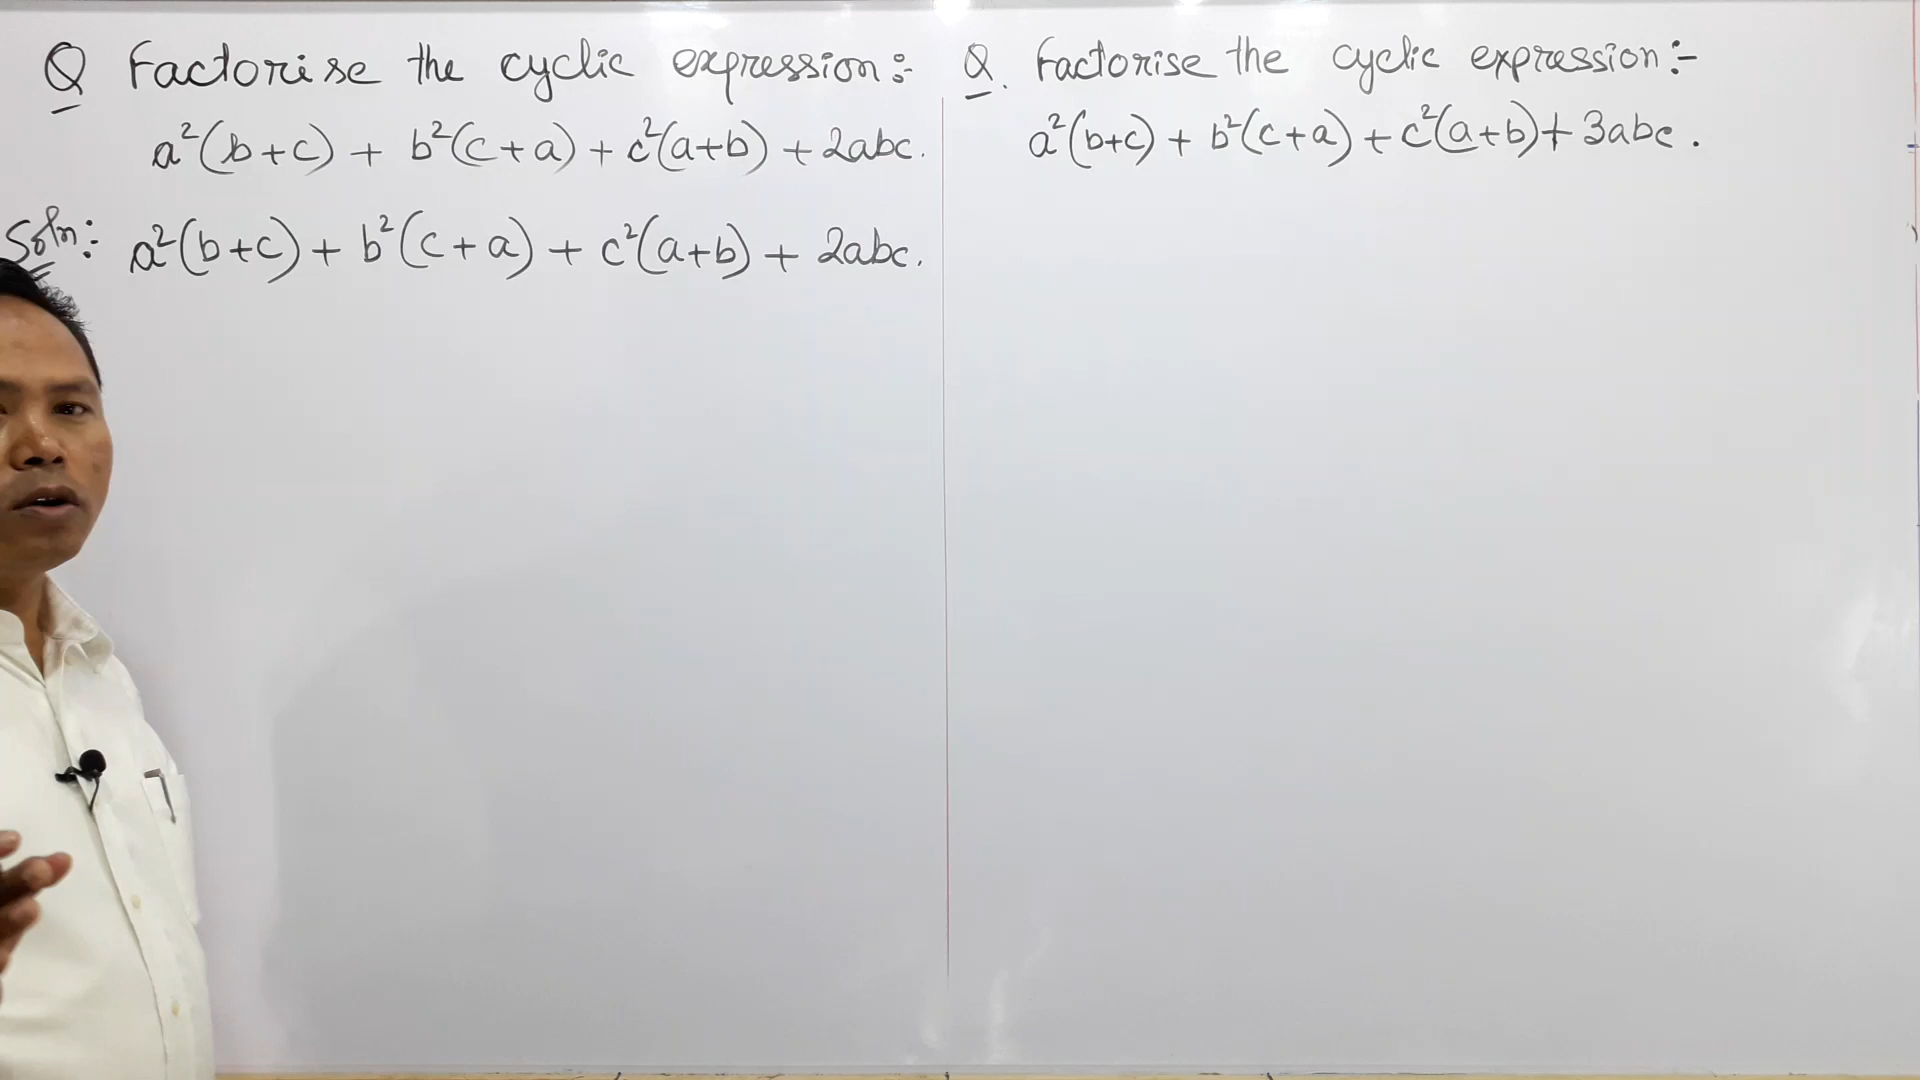 Q Factorise the cyclic expression:-
a²(b+c) + b²(c+a) + c²(a+b) + 2abc.
Soln: a²(b+c) + b²(c+a) + c²(a+b) + 2abc.
Q. Factorise the cyclic expression:-
a²(b+c) + b²(c+a) + c²(a+b) + 3abc.